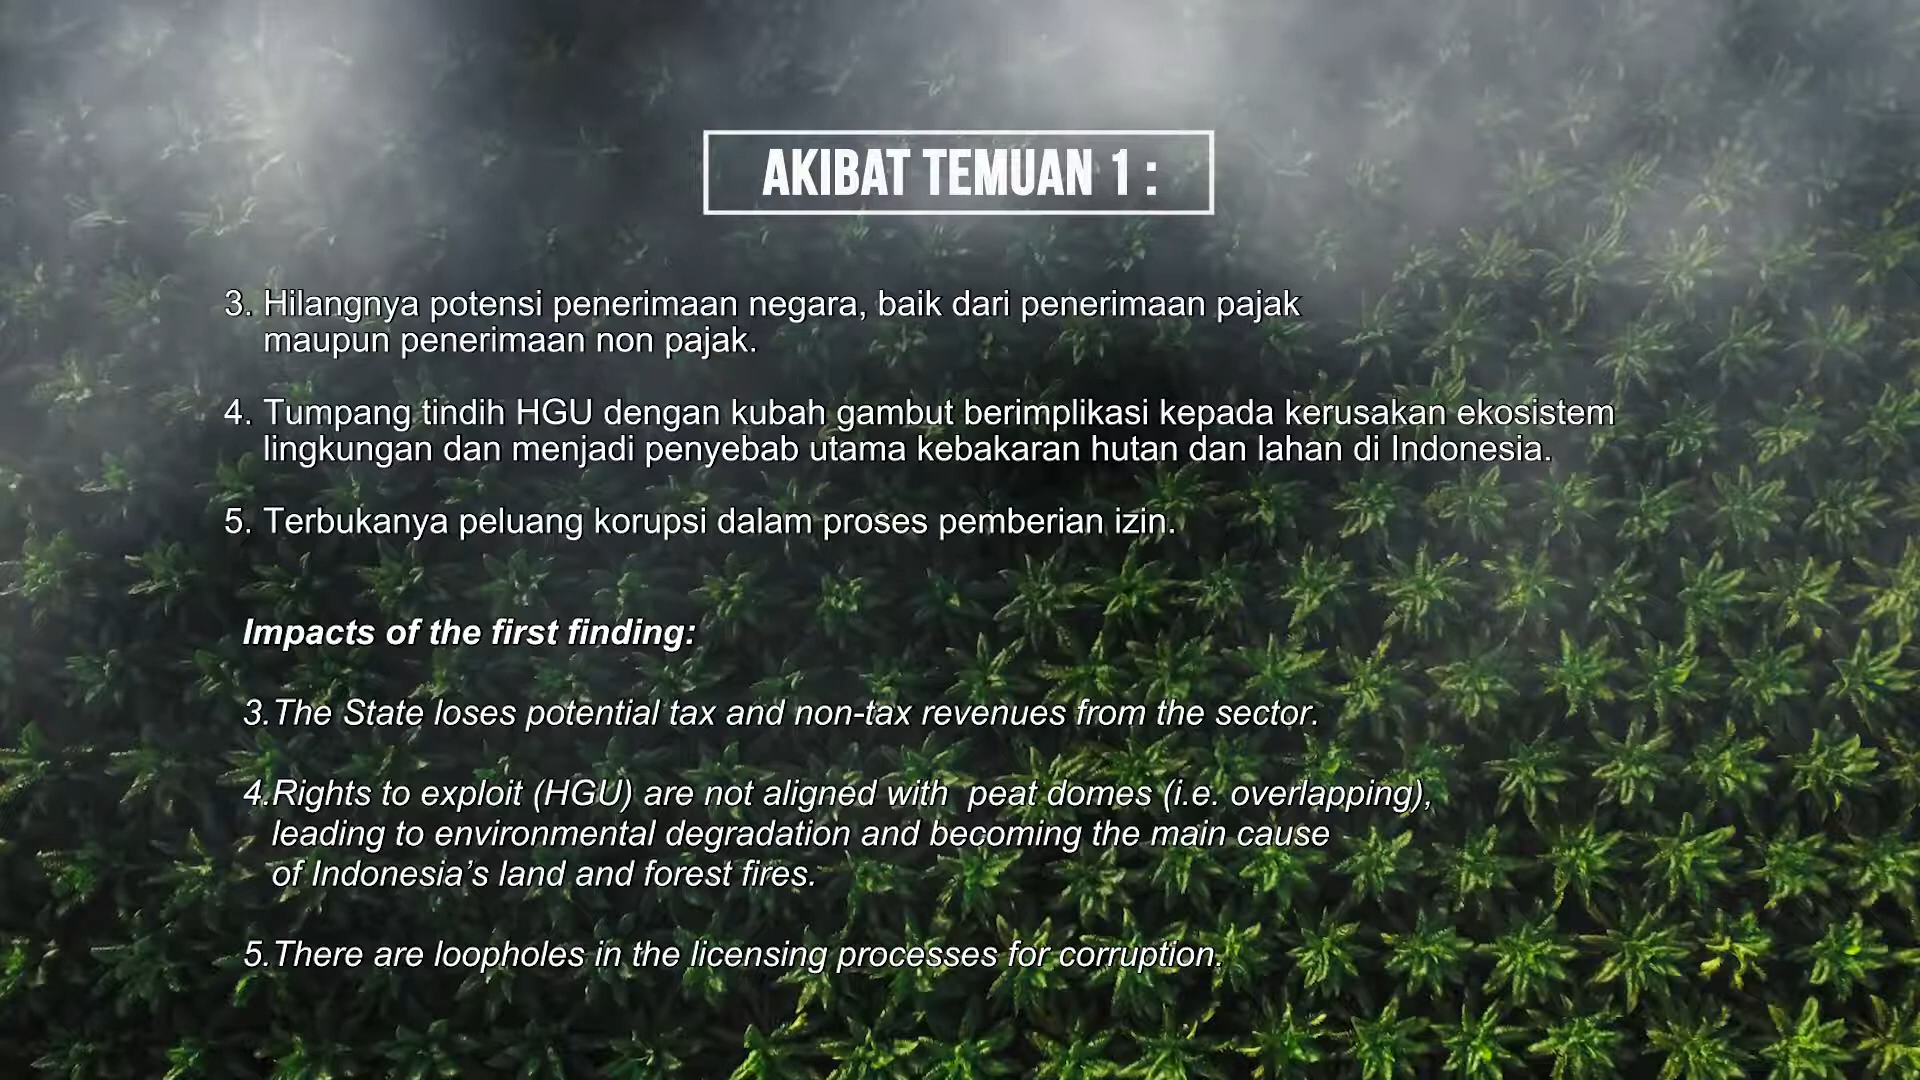 AKIBAT TEMUAN 1 :
3. Hilangnya potensi penerimaan negara, baik dari penerimaan pajak
maupun penerimaan non pajak.
4. Tumpang tindih HGU dengan kubah gambut berimplikasi kepada kerusakan ekosistem
lingkungan dan menjadi penyebab utama kebakaran hutan dan lahan di Indonesia.
5. Terbukanya peluang korupsi dalam proses pemberian izin.
Impacts of the first finding:
3.The State loses potential tax and non-tax revenues from the sector.
4.Rights to exploit (HGU) are not aligned with  peat domes (i.e. overlapping),
leading to environmental degradation and becoming the main cause
of Indonesia’s land and forest fires.
5.There are loopholes in the licensing processes for corruption.